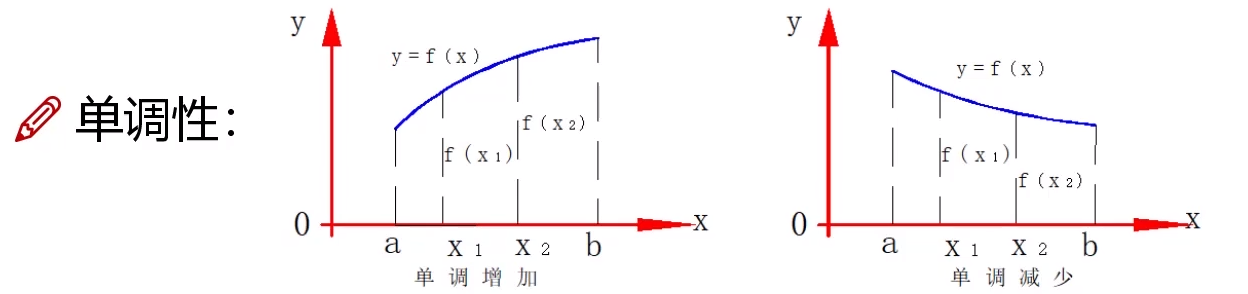 单调性：
y
y = f ( x )
f ( x 2 )
f ( x 1 )
0
x
a
x 1
x 2
b
单 调 增 加
y
y = f ( x )
f ( x 1 )
f ( x 2 )
0
x
a
x 1
x 2
b
单 调 减 少